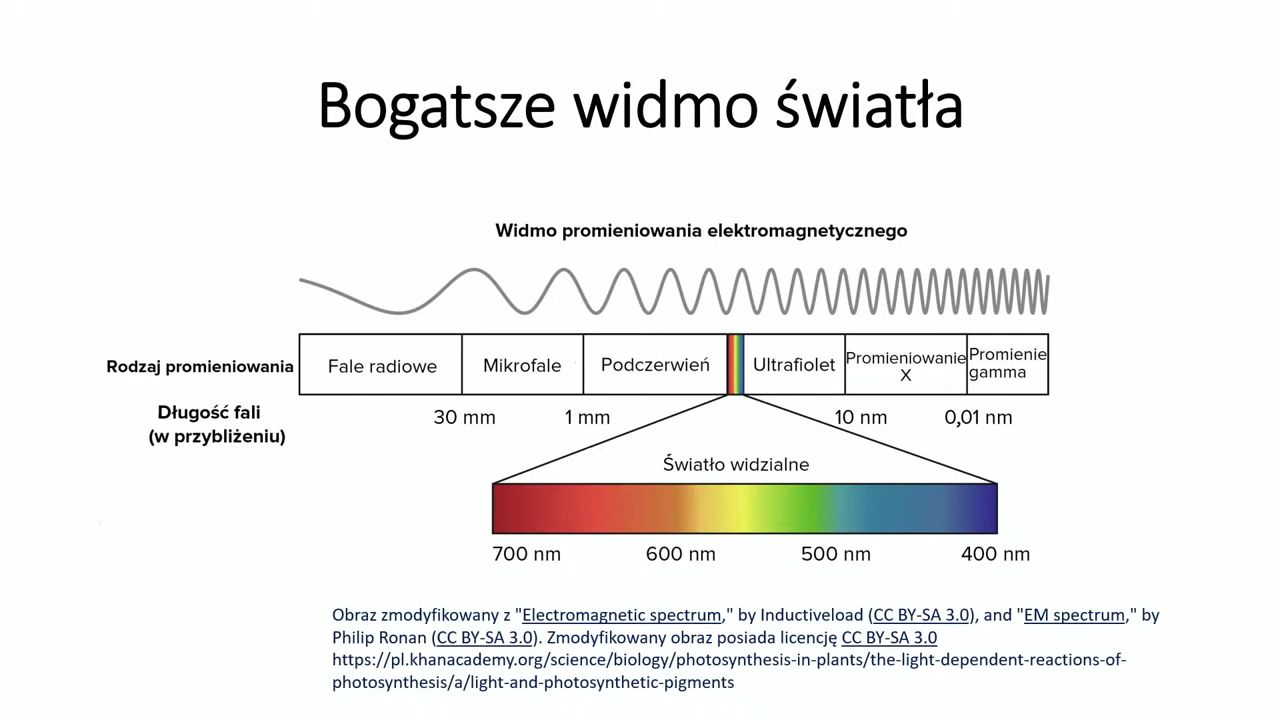 Bogatsze widmo światła
Widmo promieniowania elektromagnetycznego
Rodzaj promieniowania
Fale radiowe
Mikrofale
Podczerwień
Ultrafiolet
Promieniowanie
X
Promienie
gamma
Długość fali
(w przybliżeniu)
30 mm
1 mm
10 nm
0,01 nm
Światło widzialne
700 nm
600 nm
500 nm
400 nm
Obraz zmodyfikowany z "Electromagnetic spectrum," by Inductiveload (CC BY-SA 3.0), and "EM spectrum," by
Philip Ronan (CC BY-SA 3.0). Zmodyfikowany obraz posiada licencję CC BY-SA 3.0
https://pl.khanacademy.org/science/biology/photosynthesis-in-plants/the-light-dependent-reactions-of-
photosynthesis/a/light-and-photosynthetic-pigments